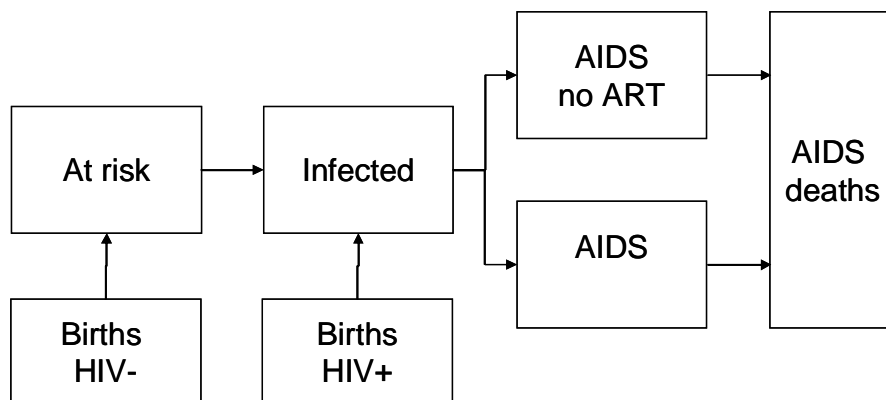 At risk
Infected
AIDS
no ART
AIDS
AIDS
deaths
Births
HIV-
Births
HIV+